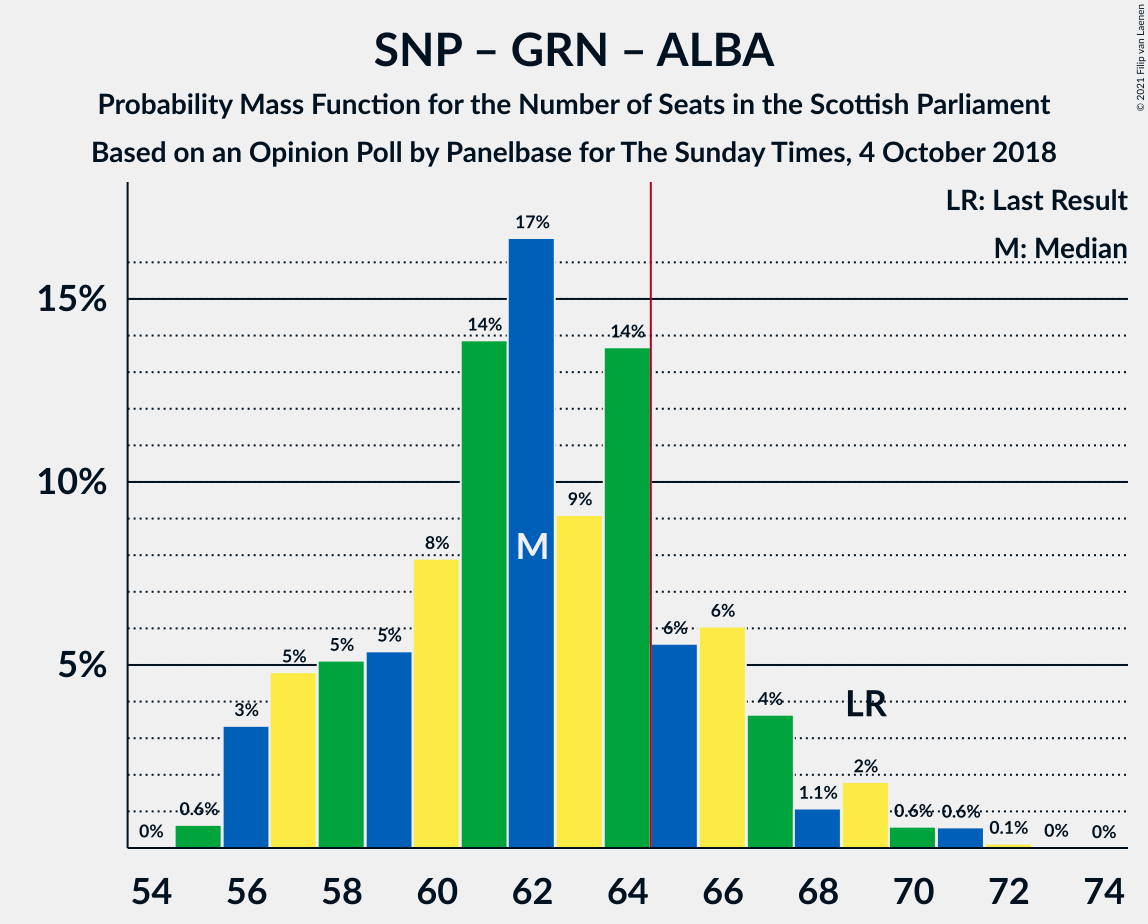 SNP – GRN – ALBA
Probability Mass Function for the Number of Seats in the Scottish Parliament
Based on an Opinion Poll by Panelbase for The Sunday Times, 4 October 2018
© 2021 Filip van Laenen
LR: Last Result
M: Median
15%
10%
5%
0%
0.6%
3%
5%
5%
5%
8%
14%
17%
9%
14%
6%
6%
4%
1.1%
2%
0.6%
0.6%
0.1%
0%
0%
M
LR
54 56 58 60 62 64 66 68 70 72 74